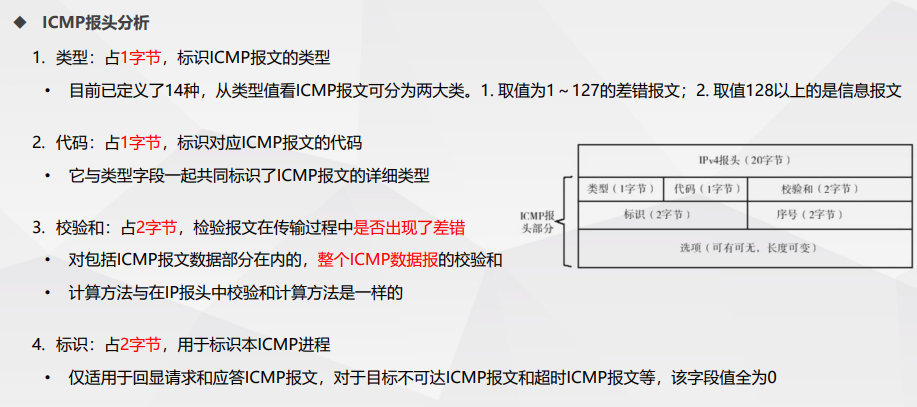 ◆ ICMP报头分析
1. 类型：占1字节，标识ICMP报文的类型
• 目前已定义了14种，从类型值看ICMP报文可分为两大类。1. 取值为1～127的差错报文；2. 取值128以上的是信息报文
2. 代码：占1字节，标识对应ICMP报文的代码
• 它与类型字段一起共同标识了ICMP报文的详细类型
3. 校验和：占2字节，检验报文在传输过程中是否出现了差错
• 对包括ICMP报文数据部分在内的，整个ICMP数据报的校验和
• 计算方法与在IP报头中校验和计算方法是一样的
4. 标识：占2字节，用于标识本ICMP进程
• 仅适用于回显请求和应答ICMP报文，对于目标不可达ICMP报文和超时ICMP报文等，该字段值全为0
IPv4报头（20字节）
类型（1字节） 代码（1字节） 校验和（2字节）
ICMP报
头部分
标识（2字节） 序号（2字节）
选项（可有可无，长度可变）